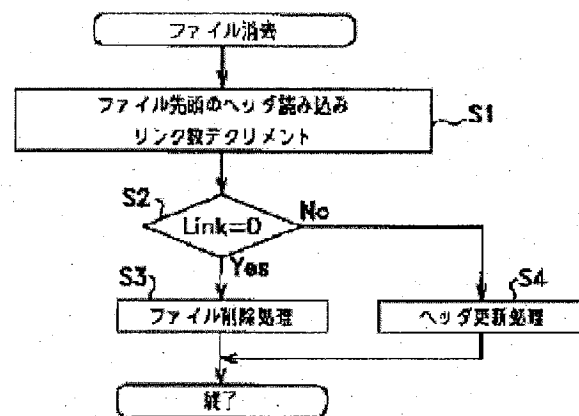 ファイル消去
ファイル先頭のヘッダ読み込み
リンク数デクリメント
S1
S2
Link=0
No
Yes
S3
ファイル削除処理
S4
ヘッダ更新処理
終了